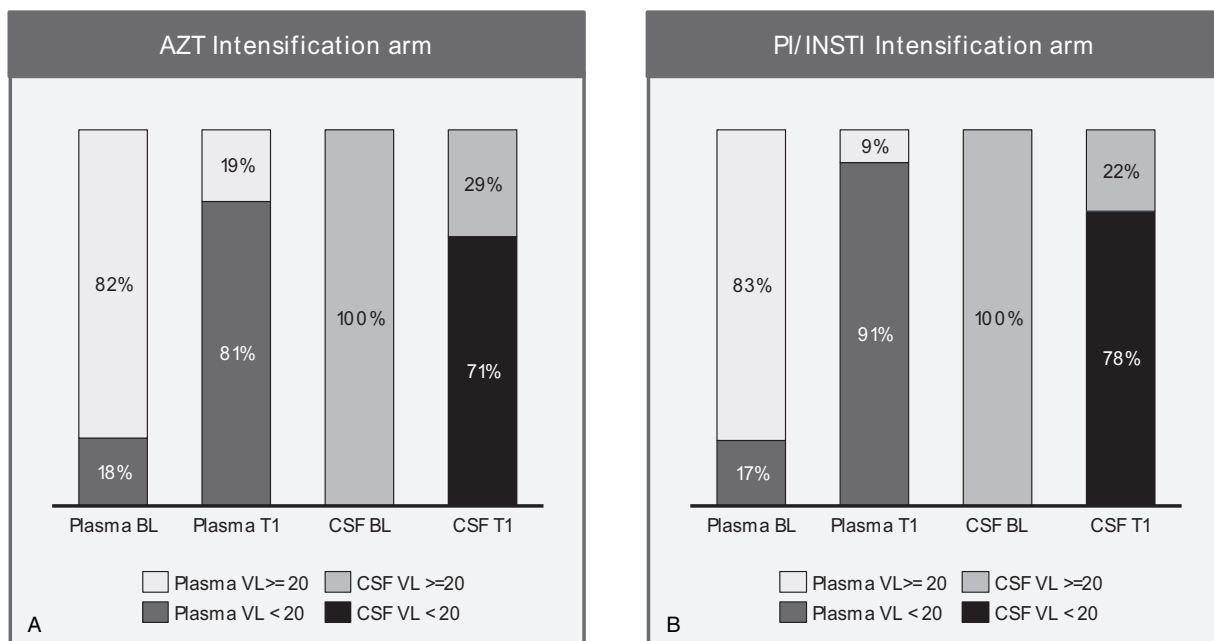 AZT Intensification arm
82%
18%
19%
81%
100%
29%
71%
Plasma BL
Plasma T1
CSF BL
CSF T1
Plasma VL>= 20
CSF VL >=20
Plasma VL < 20
CSF VL < 20
A
PI/INSTI Intensification arm
83%
17%
9%
91%
100%
22%
78%
Plasma BL
Plasma T1
CSF BL
CSF T1
Plasma VL>= 20
CSF VL >=20
Plasma VL < 20
CSF VL < 20
B